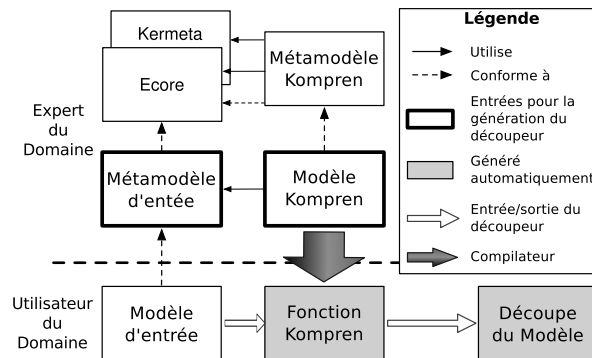 Kermeta
Ecore
Métamodèle
Kompren
Expert
du
Domaine
Métamodèle
d'entée
Modèle
Kompren
Utilisateur
du
Domaine
Modèle
d'entrée
Fonction
Kompren
Découpe
du Modèle
Légende
Utilise
Conforme à
Entrées pour la
génération du
découpeur
Généré
automatiquement
Entrée/sortie du
découpeur
Compilateur